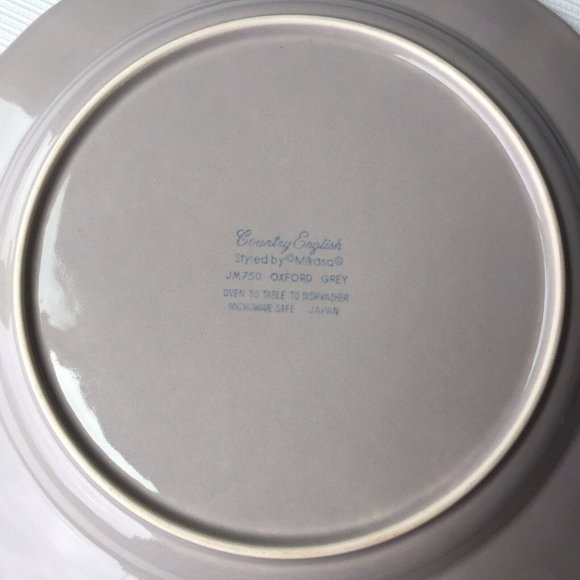 Country English
Styled by ©Mikasa®
JM750 OXFORD GREY
OVEN TO TABLE TO DISHWASHER
MICROWAVE SAFE JAPAN